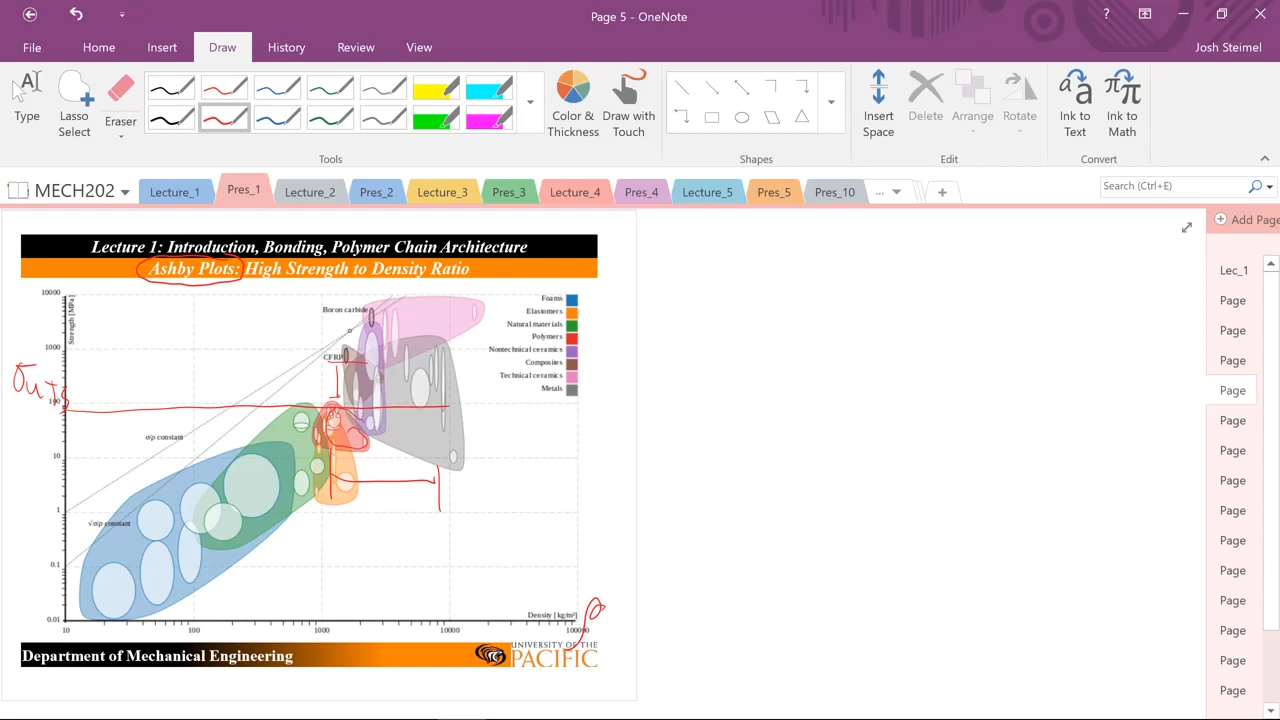 Page 5 - OneNote
?
File
Home
Insert
Draw
History
Review
View
Josh Steimel
Type
Lasso
Select
Eraser
Color &
Thickness
Draw with
Touch
Insert
Space
Delete
Arrange
Rotate
Ink to
Text
Ink to
Math
Tools
Shapes
Edit
Convert
MECH202
Lecture_1
Pres_1
Lecture_2
Pres_2
Lecture_3
Pres_3
Lecture_4
Pres_4
Lecture_5
Pres_5
Pres_10
...
Search (Ctrl+E)
Add Page
Lec_1
Page
Page
Page
Page
Page
Page
Page
Page
Page
Page
Page
Page
Page
Page
Lecture 1: Introduction, Bonding, Polymer Chain Architecture
Ashby Plots: High Strength to Density Ratio
10000
1000
100
10
1
0.1
0.01
Strength [MPa]
σuts
Boron carbide
CFRP
σ/ρ constant
√σ/ρ constant
Foams
Elastomers
Natural materials
Polymers
Nontechnical ceramics
Composites
Technical ceramics
Metals
Density [kg/m³]
ρ
10
100
1000
10000
100000
Department of Mechanical Engineering
UNIVERSITY OF THE
PACIFIC